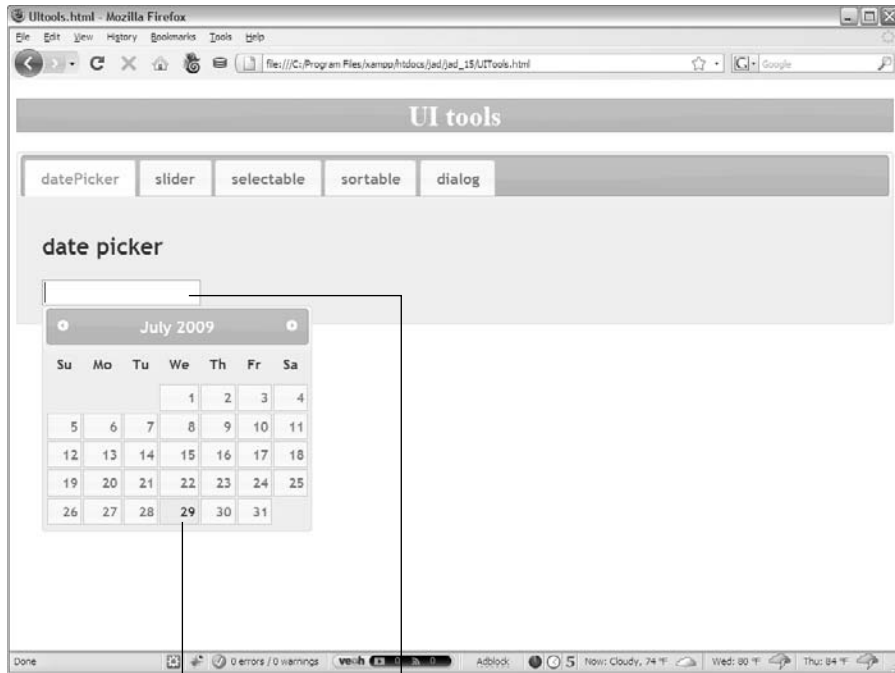 UItools.html - Mozilla Firefox
File Edit View History Bookmarks Tools Help
file:///C:/Program Files/xampp/htdocs/jad/jad_15/UITools.html
G Google
UI tools
datePicker slider selectable sortable dialog
date picker
July 2009
Su Mo Tu We Th Fr Sa
1 2 3 4
5 6 7 8 9 10 11
12 13 14 15 16 17 18
19 20 21 22 23 24 25
26 27 28 29 30 31
Done 0 errors / 0 warnings veoh 0 0 Adblock 5 Now: Cloudy, 74 °F Wed: 80 °F Thu: 84 °F